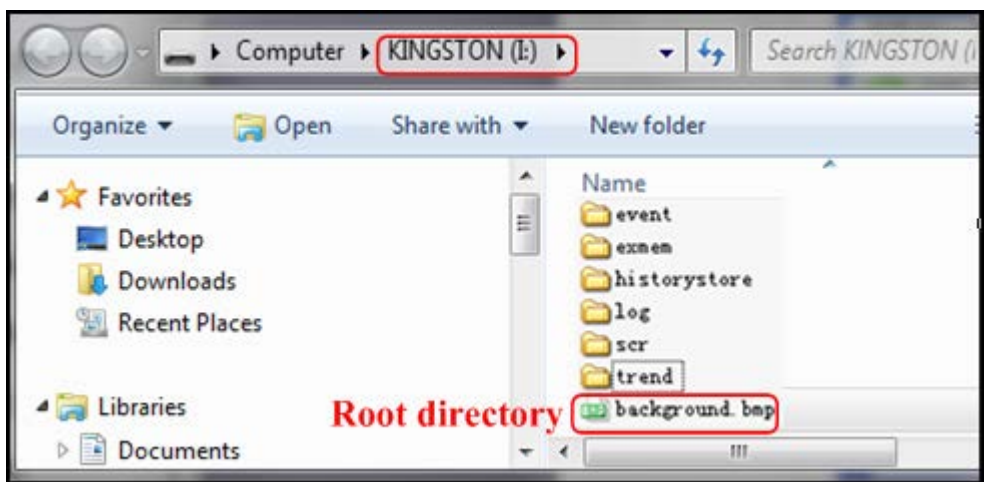 Computer KINGSTON (I:) Search KINGSTON (
Organize Open Share with New folder
Favorites
Desktop
Downloads
Recent Places
Libraries
Documents
Name
event
exmem
historystore
log
scr
trend
Root directory background.bmp